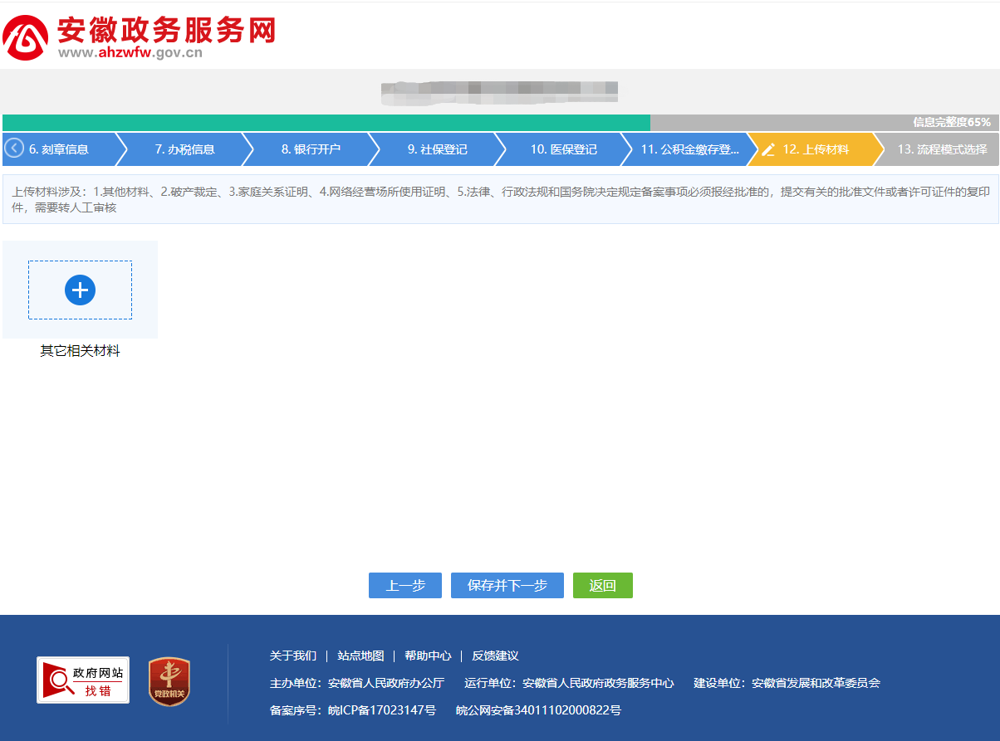 安徽政务服务网
www.ahzwfw.gov.cn
信息完整度65%
6. 刻章信息 7. 办税信息 8. 银行开户 9. 社保登记 10. 医保登记 11. 公积金缴存登... 12. 上传材料 13. 流程模式选择
上传材料涉及：1.其他材料、2.破产裁定、3.家庭关系证明、4.网络经营场所使用证明、5.法律、行政法规和国务院决定规定备案事项必须报经批准的，提交有关的批准文件或者许可证件的复印
件，需要转人工审核
其它相关材料
上一步 保存并下一步 返回
政府网站
找错
党政机关
关于我们 | 站点地图 | 帮助中心 | 反馈建议
主办单位：安徽省人民政府办公厅 运行单位：安徽省人民政府政务服务中心 建设单位：安徽省发展和改革委员会
备案序号：皖ICP备17023147号 皖公网安备34011102000822号